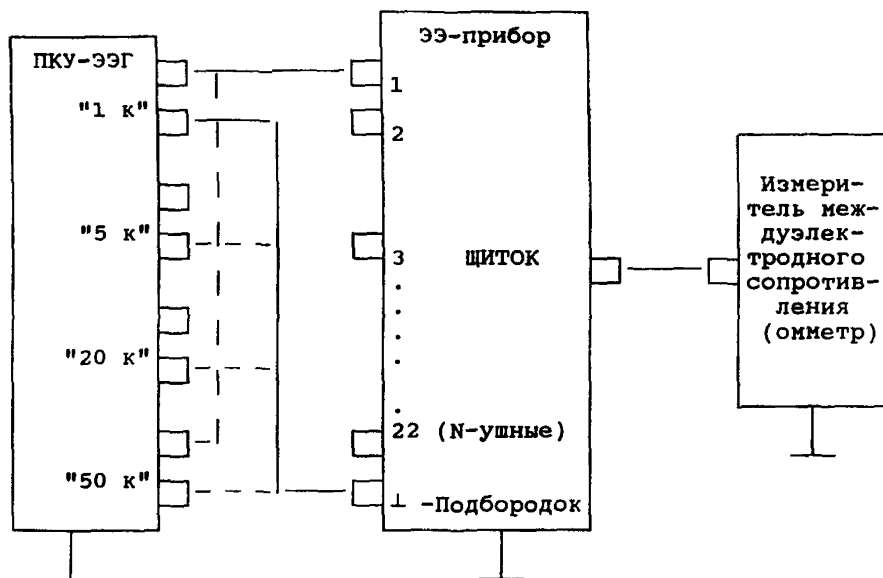 ПКУ-ЭЭГ
"1 к"
"5 к"
"20 к"
"50 к"
ЭЭ-прибор
1
2
3
ЩИТОК
.
.
.
.
.
22 (N-ушные)
⊥ -Подбородок
Измери-
тель меж-
дуэлек-
тродного
сопротив-
ления
(омметр)